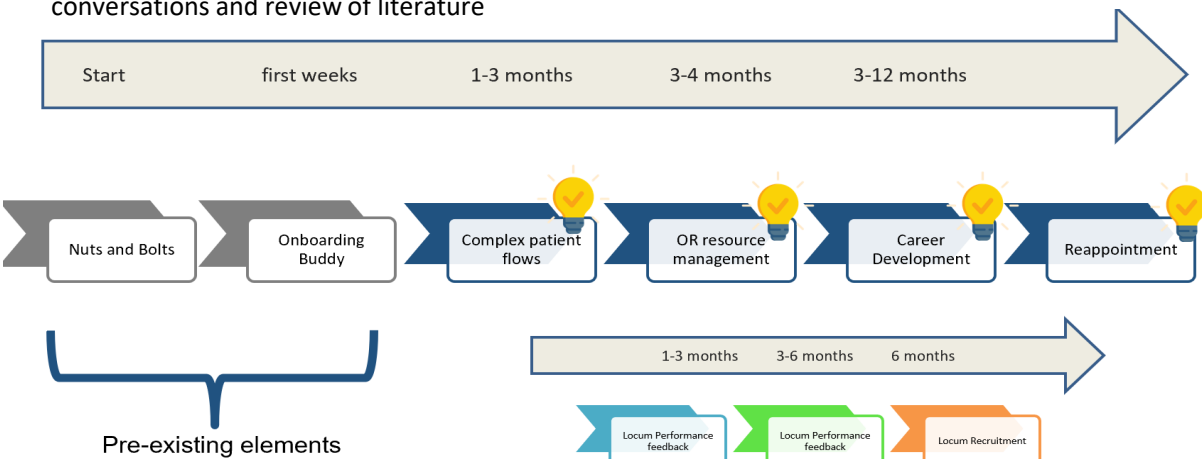 conversations and review of literature
Start first weeks 1-3 months 3-4 months 3-12 months
Nuts and Bolts
Onboarding
Buddy
Complex patient
flows
OR resource
management
Career
Development
Reappointment
1-3 months 3-6 months 6 months
Pre-existing elements
Locum Performance
feedback
Locum Performance
feedback
Locum Recruitment